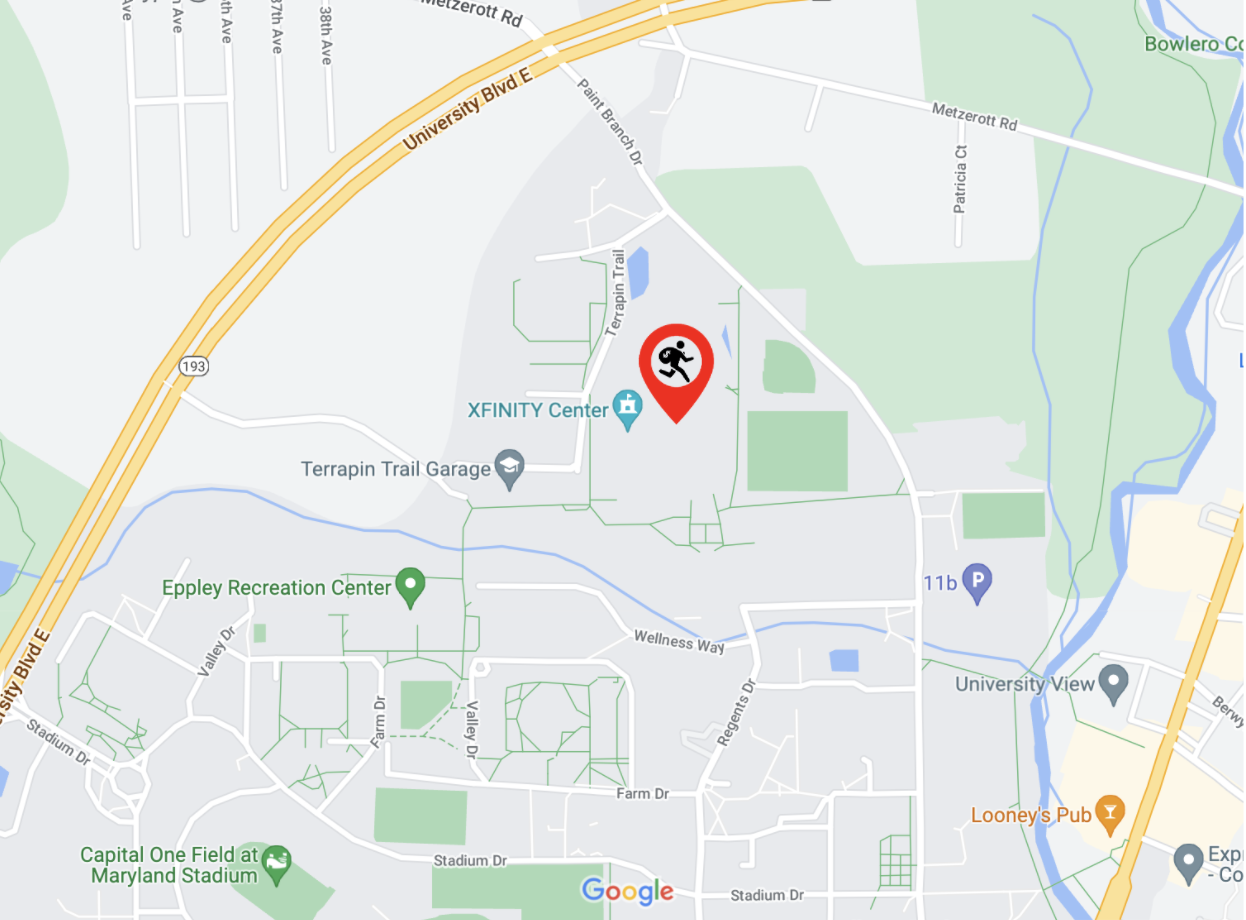 Metzerott Rd
Ave
Ave
th Ave
37th Ave
38th Ave
Bowlero Co
University Blvd E
Paint Branch Dr
Metzerott Rd
Patricia Ct
Terrapin Trail
193
XFINITY Center
Terrapin Trail Garage
Eppley Recreation Center
11b
P
Valley Dr
Wellness Way
University View
Berwy
ersity Blvd E
Stadium Dr
Farm Dr
Valley Dr
Regents Dr
Farm Dr
Looney's Pub
Capital One Field at
Maryland Stadium
Stadium Dr
Expr
- Co
Google
Stadium Dr